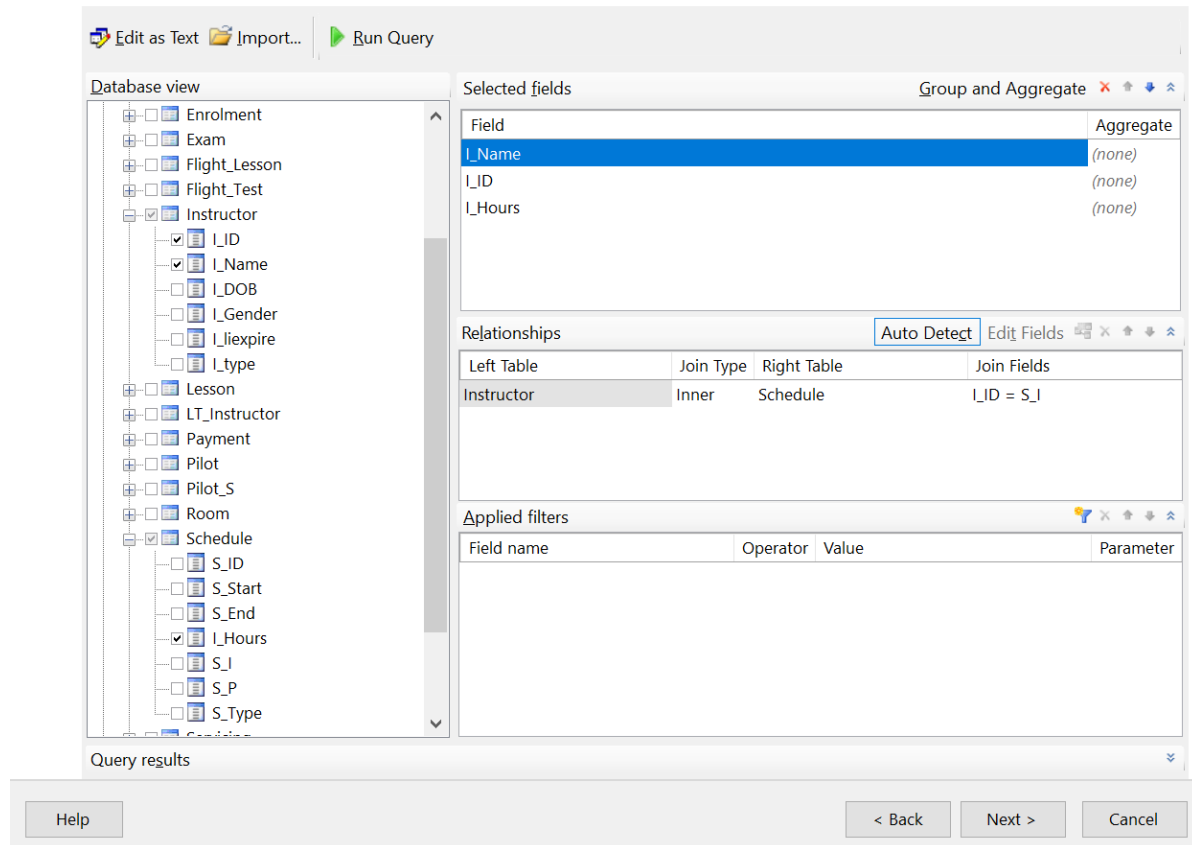 Edit as Text Import... Run Query
Database view
Enrolment
Exam
Flight_Lesson
Flight_Test
Instructor
I_ID
I_Name
I_DOB
I_Gender
I_liexpire
I_type
Lesson
LT_Instructor
Payment
Pilot
Pilot_S
Room
Schedule
S_ID
S_Start
S_End
I_Hours
S_I
S_P
S_Type
Servicing
Selected fields Group and Aggregate
Field Aggregate
I_Name (none)
I_ID (none)
I_Hours (none)
Relationships Auto Detect Edit Fields
Left Table Join Type Right Table Join Fields
Instructor Inner Schedule I_ID = S_I
Applied filters
Field name Operator Value Parameter
Query results
Help < Back Next > Cancel